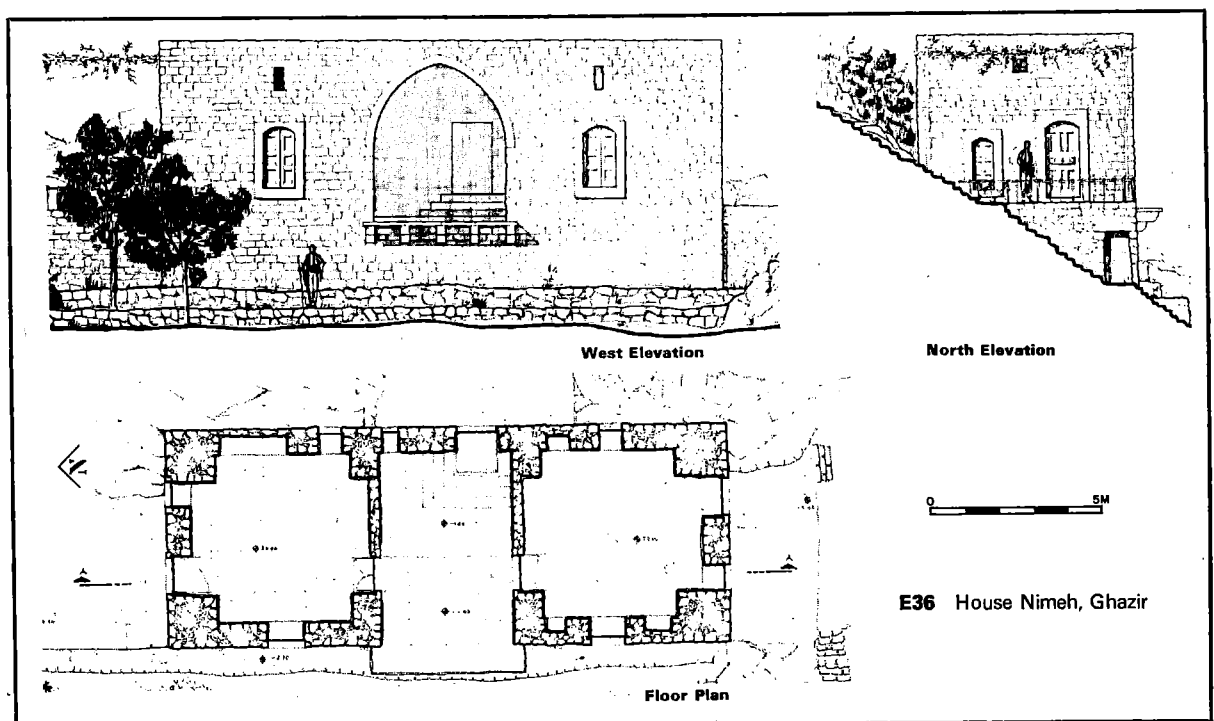 West Elevation
North Elevation
N
0 5M
E36 House Nimeh, Ghazir
Floor Plan